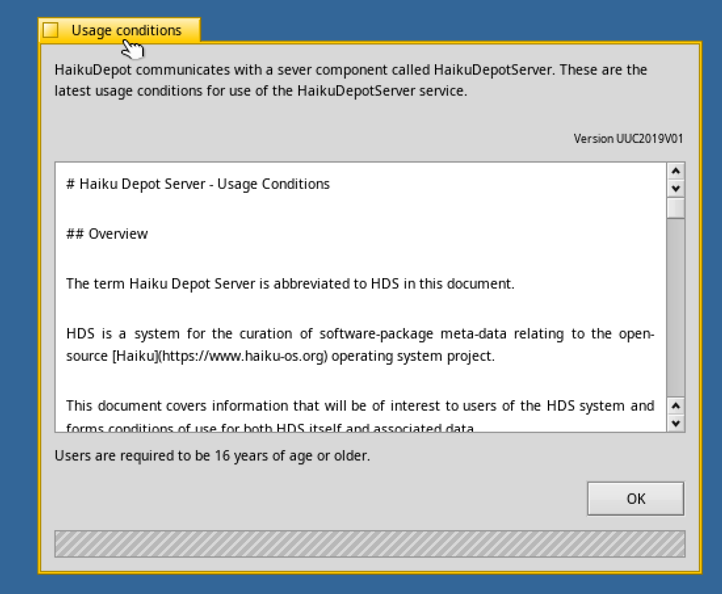 Usage conditions
HaikuDepot communicates with a sever component called HaikuDepotServer. These are the
latest usage conditions for use of the HaikuDepotServer service.
Version UUC2019V01
# Haiku Depot Server - Usage Conditions
## Overview
The term Haiku Depot Server is abbreviated to HDS in this document.
HDS is a system for the curation of software-package meta-data relating to the open-
source [Haiku](https://www.haiku-os.org) operating system project.
This document covers information that will be of interest to users of the HDS system and
forms conditions of use for both HDS itself and associated data.
Users are required to be 16 years of age or older.
OK